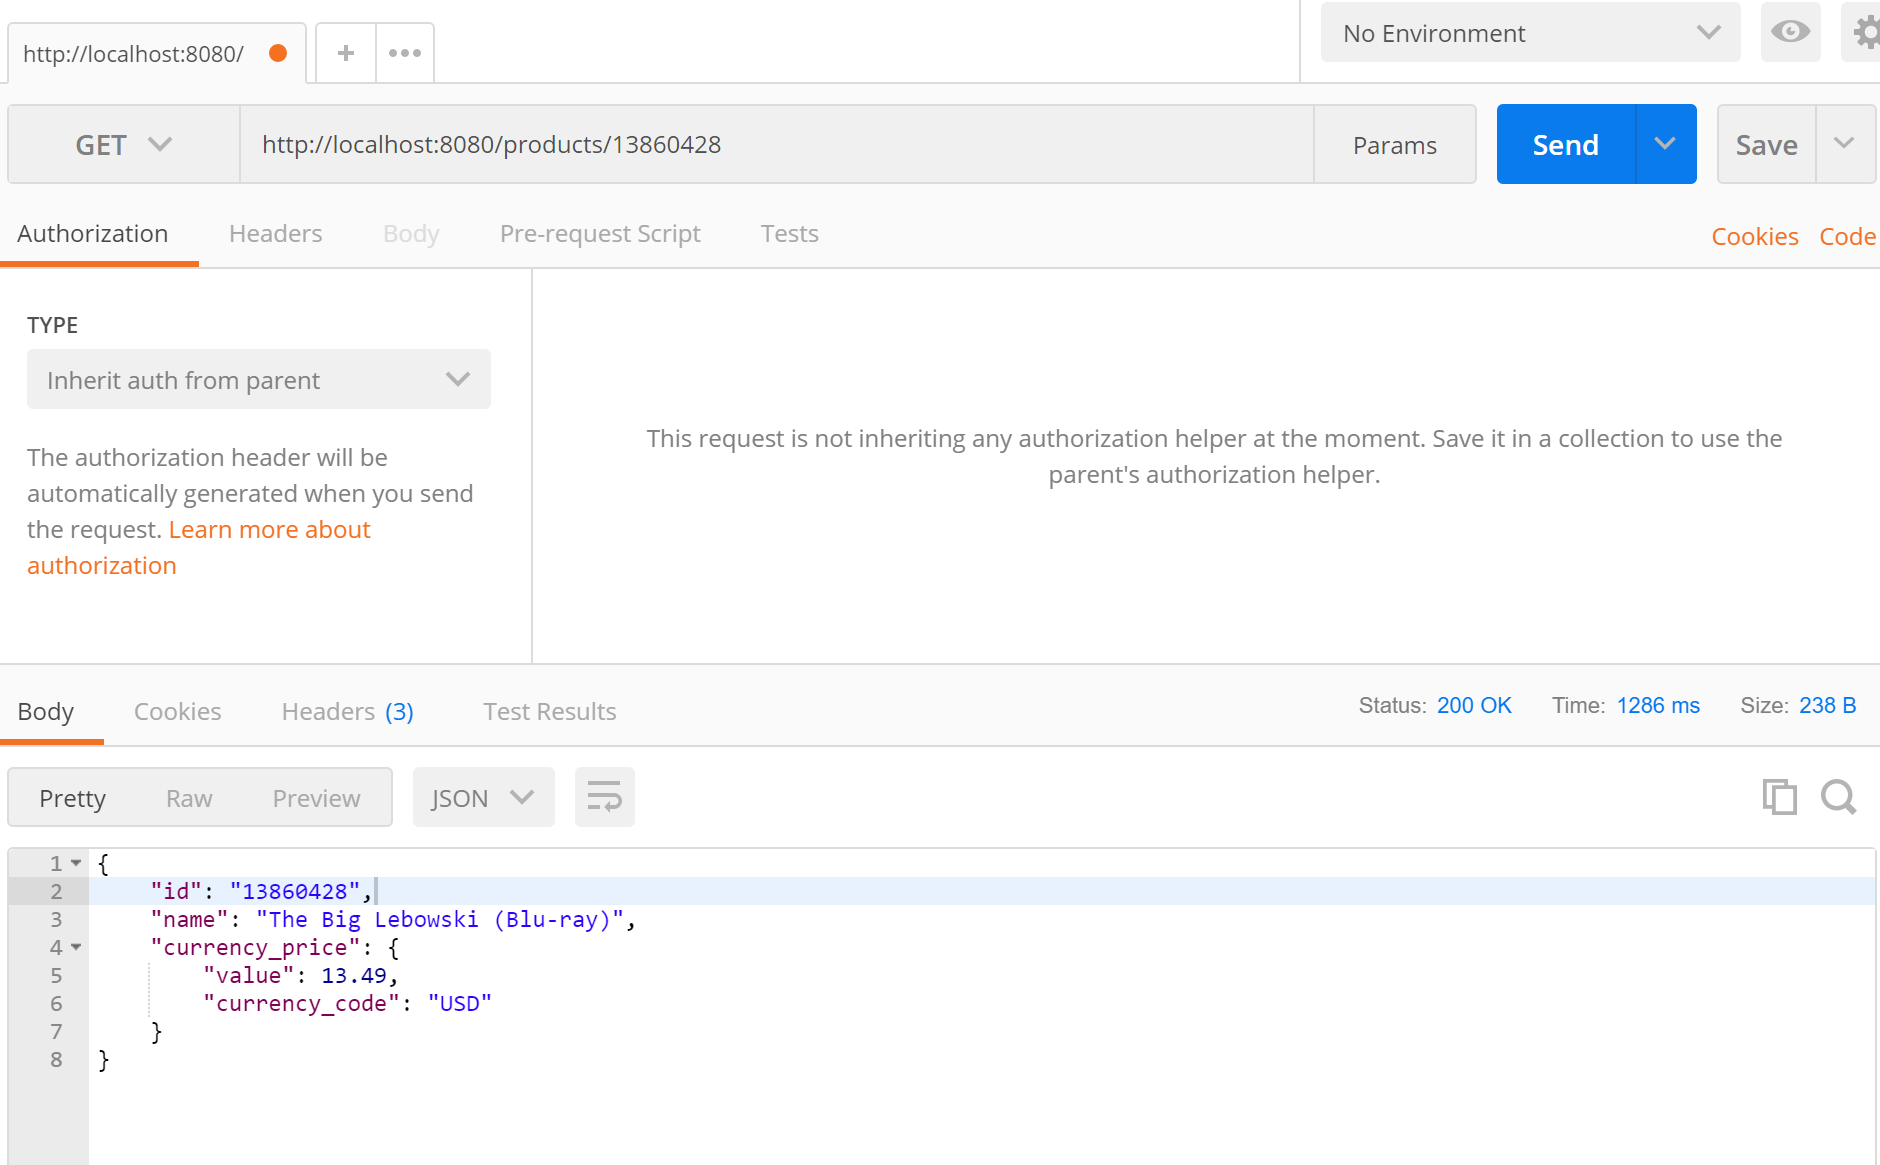 http://localhost:8080/
No Environment
GET
http://localhost:8080/products/13860428
Params
Send
Save
Authorization
Headers
Body
Pre-request Script
Tests
Cookies
Code
TYPE
Inherit auth from parent
The authorization header will be
automatically generated when you send
the request. Learn more about
authorization
This request is not inheriting any authorization helper at the moment. Save it in a collection to use the
parent's authorization helper.
Body
Cookies
Headers (3)
Test Results
Status: 200 OK
Time: 1286 ms
Size: 238 B
Pretty
Raw
Preview
JSON
1 {
2 "id": "13860428",
3 "name": "The Big Lebowski (Blu-ray)",
4 "currency_price": {
5 "value": 13.49,
6 "currency_code": "USD"
7 }
8 }